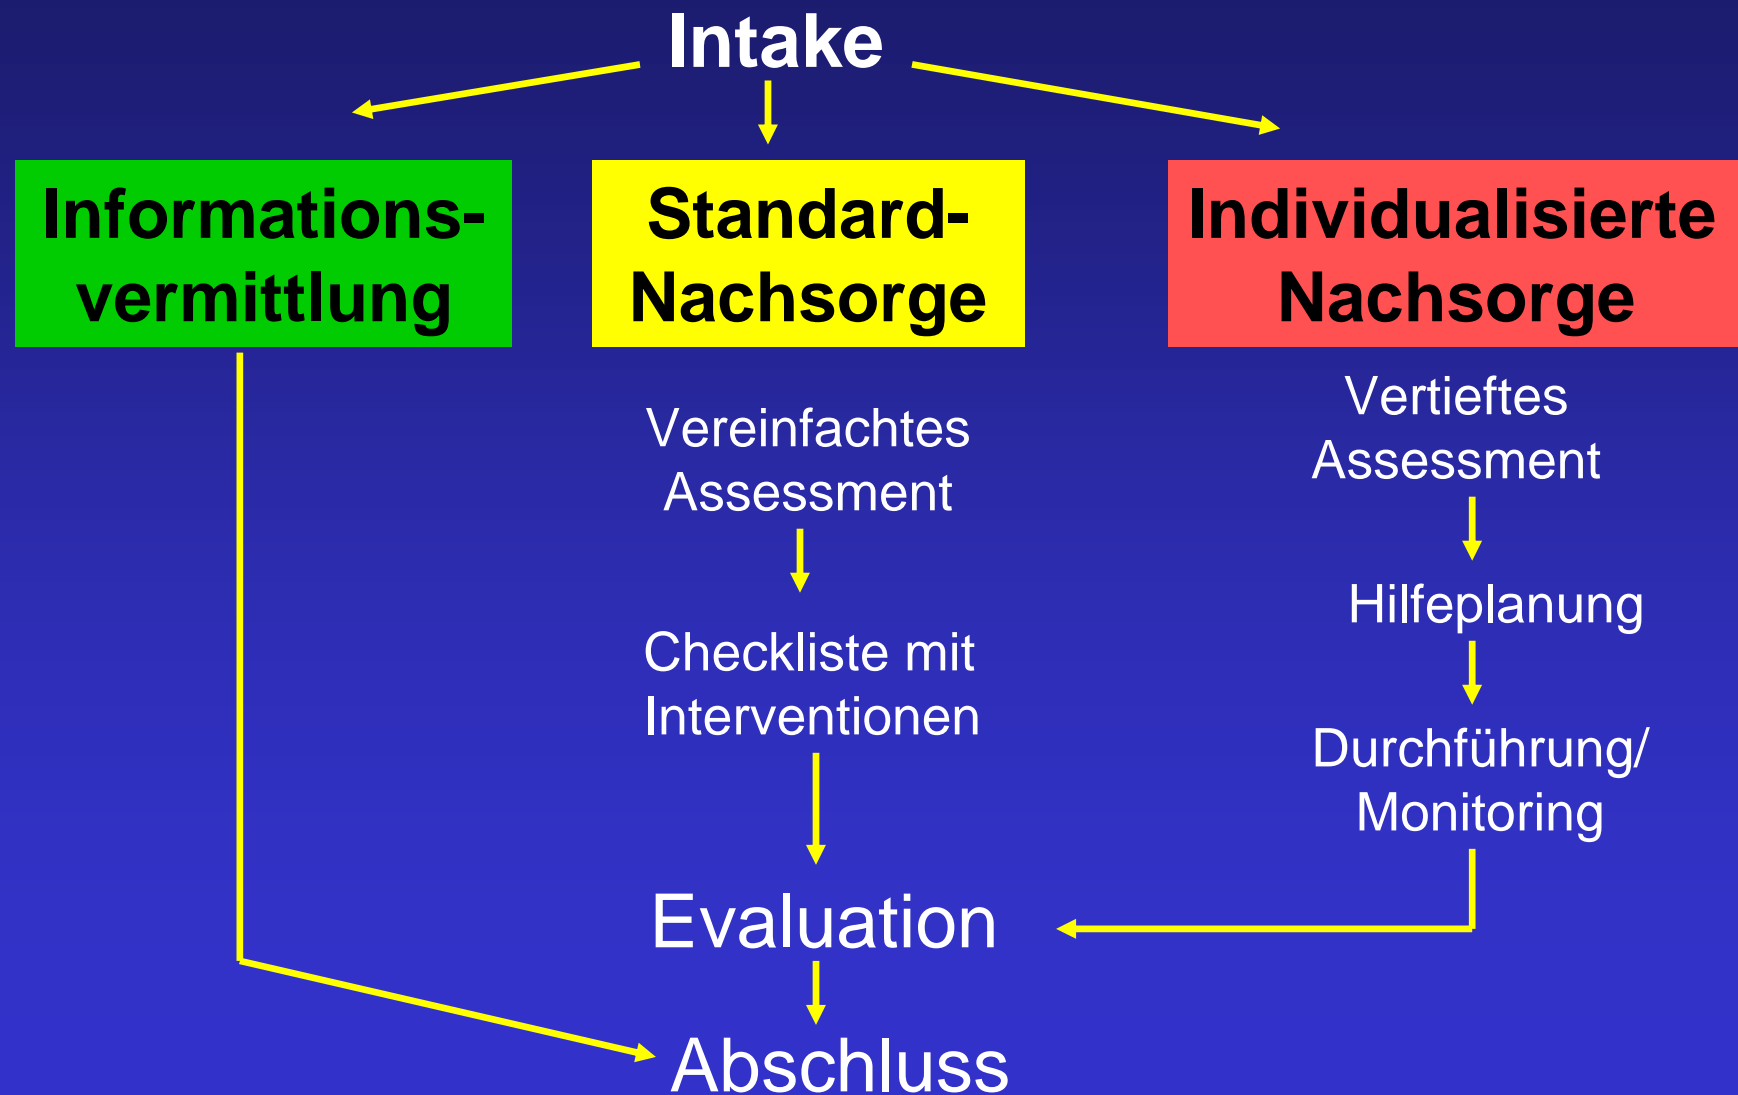 Intake
Informations-
vermittlung
Standard-
Nachsorge
Individualisierte
Nachsorge
Vereinfachtes
Assessment
Checkliste mit
Interventionen
Vertieftes
Assessment
Hilfeplanung
Durchführung/
Monitoring
Evaluation
Abschluss